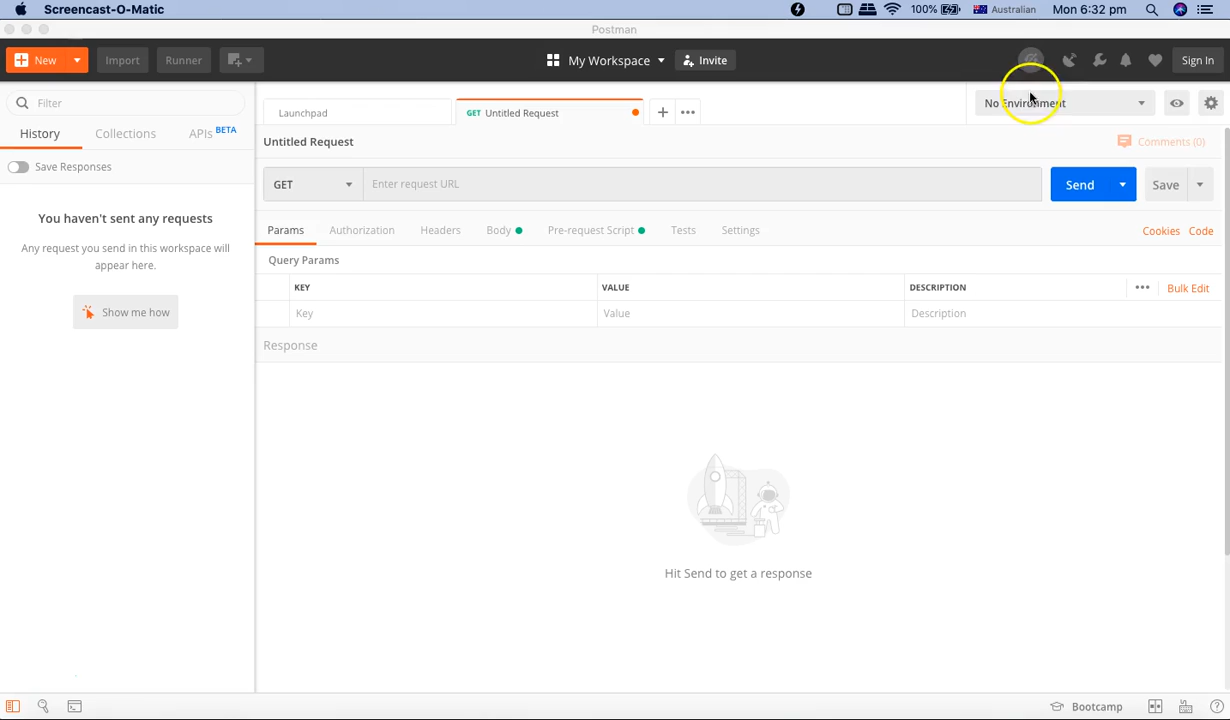 Screencast-O-Matic 100% Australian Mon 6:32 pm
Postman
New Import Runner My Workspace Invite Sign In
Filter
Launchpad GET Untitled Request No Environment
History Collections APIs BETA
Untitled Request Comments (0)
Save Responses
GET Enter request URL Send Save
You haven't sent any requests
Any request you send in this workspace will
appear here.
Show me how
Params Authorization Headers Body Pre-request Script Tests Settings Cookies Code
Query Params
KEY VALUE DESCRIPTION Bulk Edit
Key Value Description
Response
Hit Send to get a response
Bootcamp